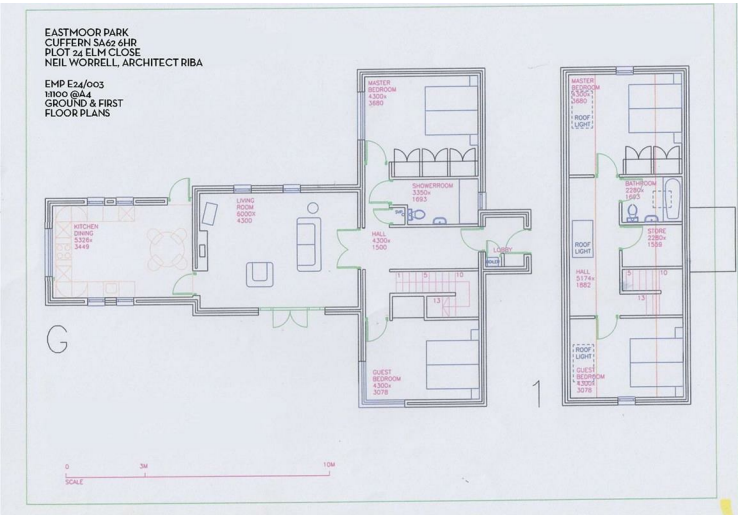 EASTMOOR PARK
CUFFERN SA62 6HR
PLOT 24 ELM CLOSE
NEIL WORRELL, ARCHITECT RIBA
EMP E24/003
1:1100 @A4
GROUND & FIRST
FLOOR PLANS
MASTER
BEDROOM
4300x
3680
SHOWERROOM
3350x
1693
LIVING
ROOM
6000X
4300
KITCHEN
DINING
5328x
3449
HALL
4300x
1500
LOBBY
1
5
10
13
GUEST
BEDROOM
4300x
3078
G
MASTER
BEDROOM
4300x
3680
ROOF
LIGHT
BATHROOM
2280x
1693
STORE
2280x
1559
ROOF
LIGHT
HALL
5174x
1882
5
10
13
ROOF
LIGHT
GUEST
BEDROOM
4300x
3078
1
0
3M
10M
SCALE